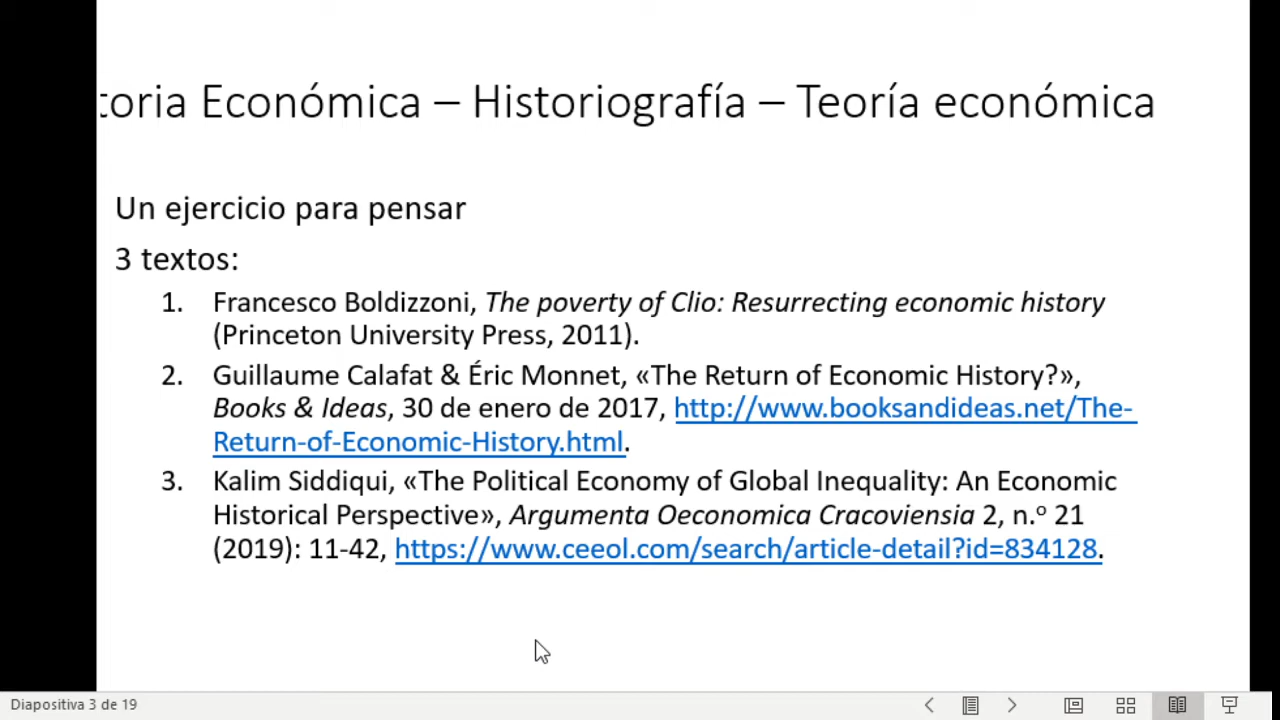 toria Económica – Historiografía – Teoría económica
Un ejercicio para pensar
3 textos:
1. Francesco Boldizzoni, The poverty of Clio: Resurrecting economic history
(Princeton University Press, 2011).
2. Guillaume Calafat & Éric Monnet, «The Return of Economic History?»,
Books & Ideas, 30 de enero de 2017, http://www.booksandideas.net/The-
Return-of-Economic-History.html.
3. Kalim Siddiqui, «The Political Economy of Global Inequality: An Economic
Historical Perspective», Argumenta Oeconomica Cracoviensia 2, n.º 21
(2019): 11-42, https://www.ceeol.com/search/article-detail?id=834128.
Diapositiva 3 de 19